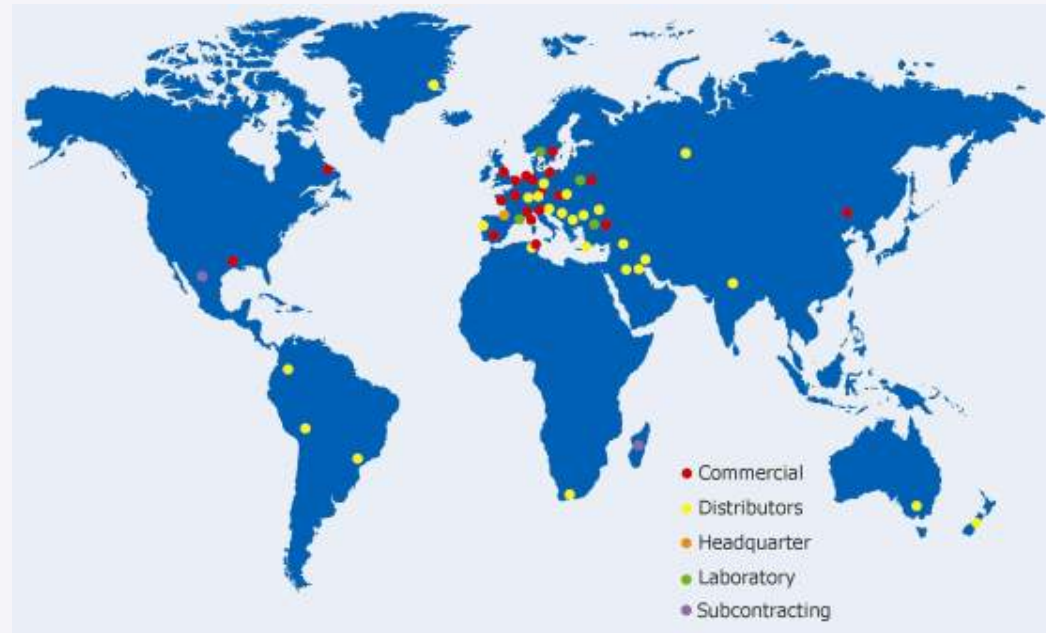 Commercial
Distributors
Headquarter
Laboratory
Subcontracting